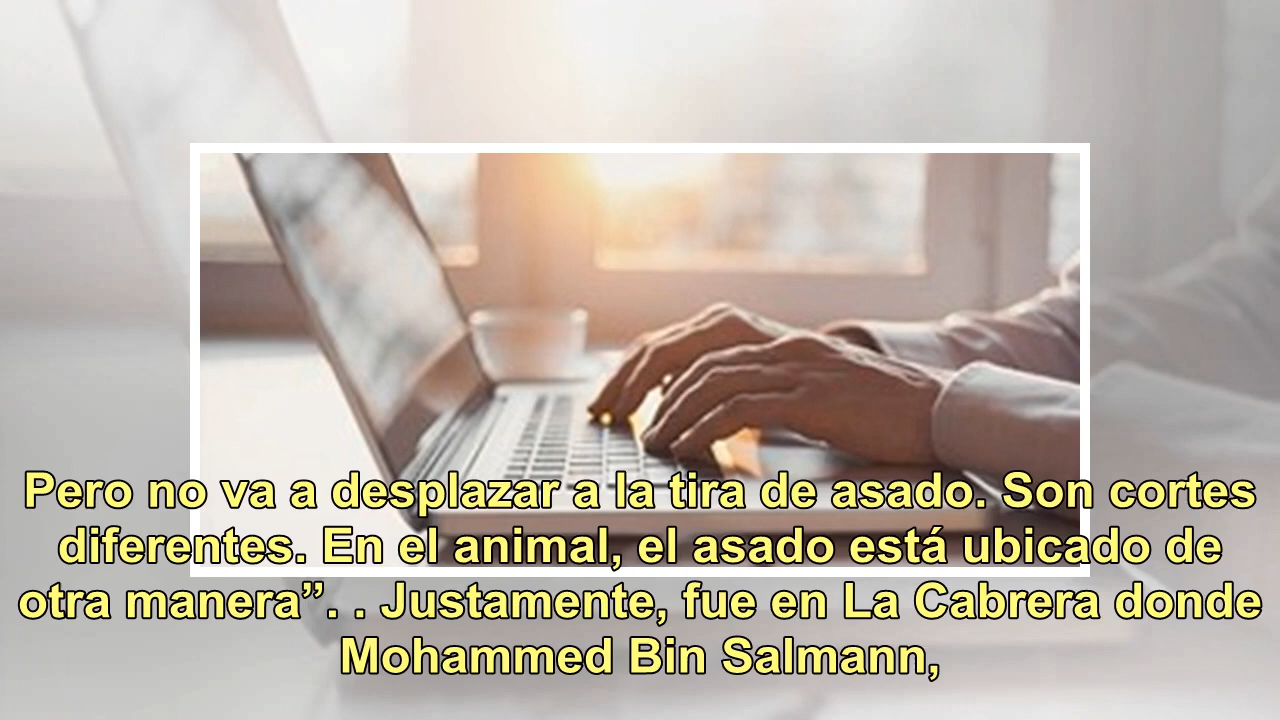 Pero no va a desplazar a la tira de asado. Son cortes
diferentes. En el animal, el asado está ubicado de
otra manera”. . Justamente, fue en La Cabrera donde
Mohammed Bin Salmann,